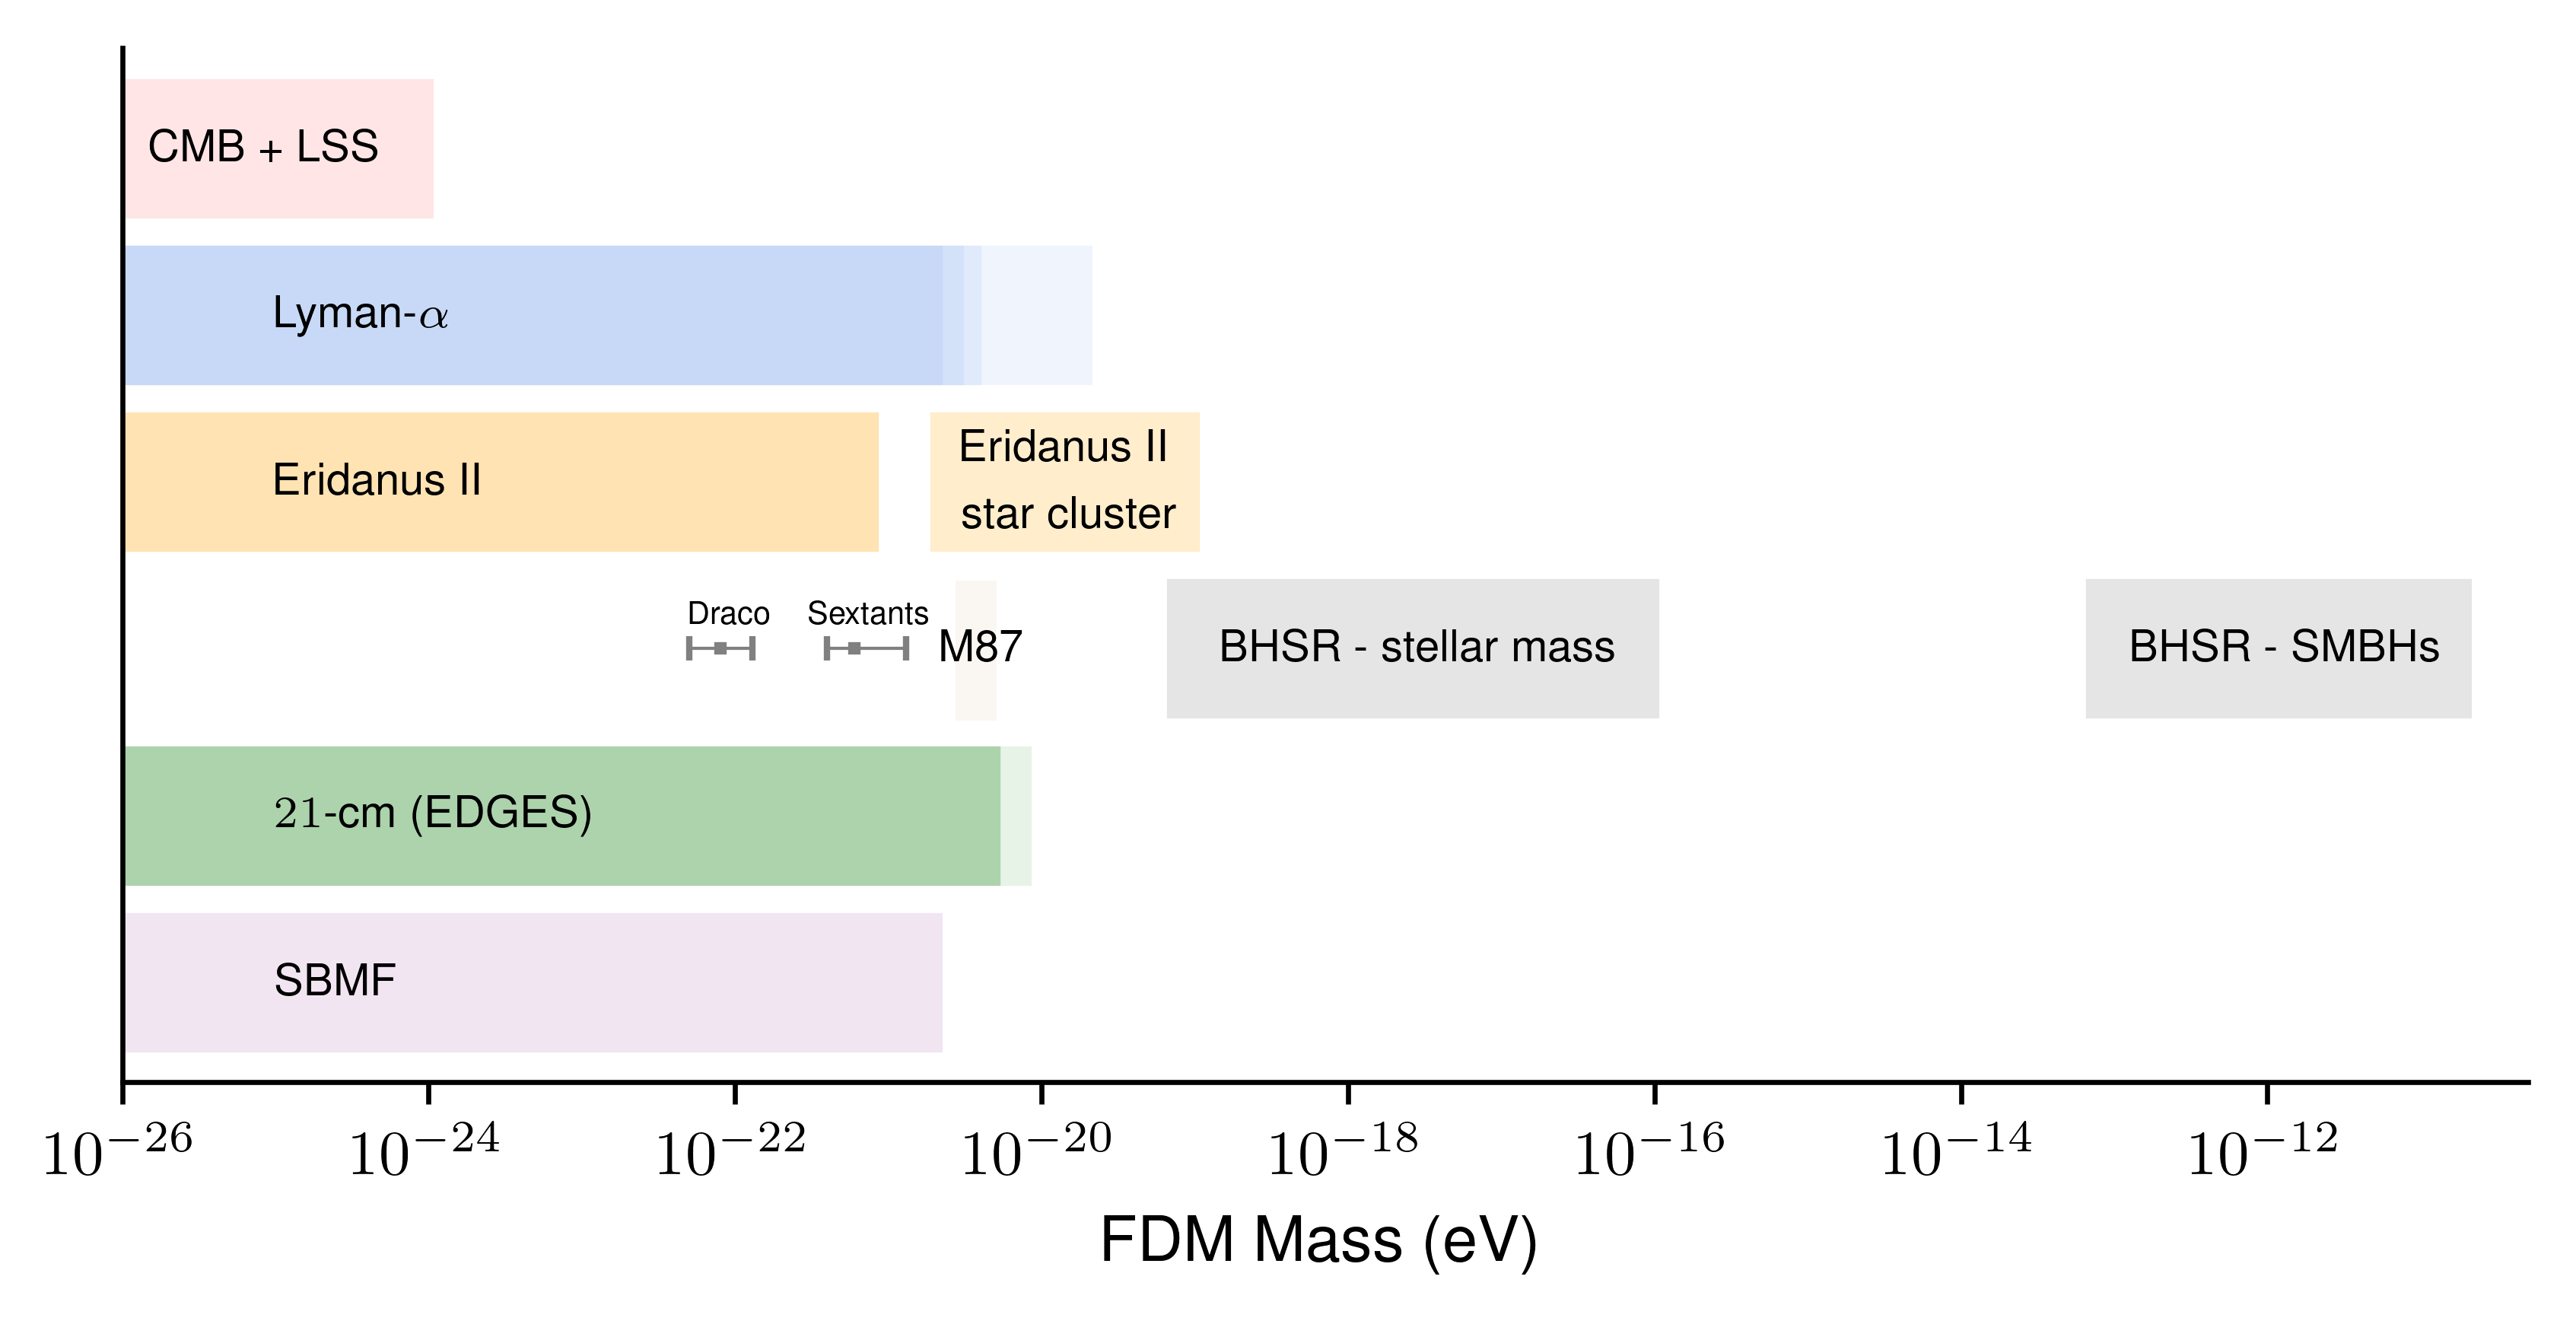 CMB + LSS
Lyman-α
Eridanus II
Eridanus II
star cluster
Draco
Sextants
M87
BHSR - stellar mass
BHSR - SMBHs
21-cm (EDGES)
SBMF
10⁻²⁶ 10⁻²⁴ 10⁻²² 10⁻²⁰ 10⁻¹⁸ 10⁻¹⁶ 10⁻¹⁴ 10⁻¹²
FDM Mass (eV)